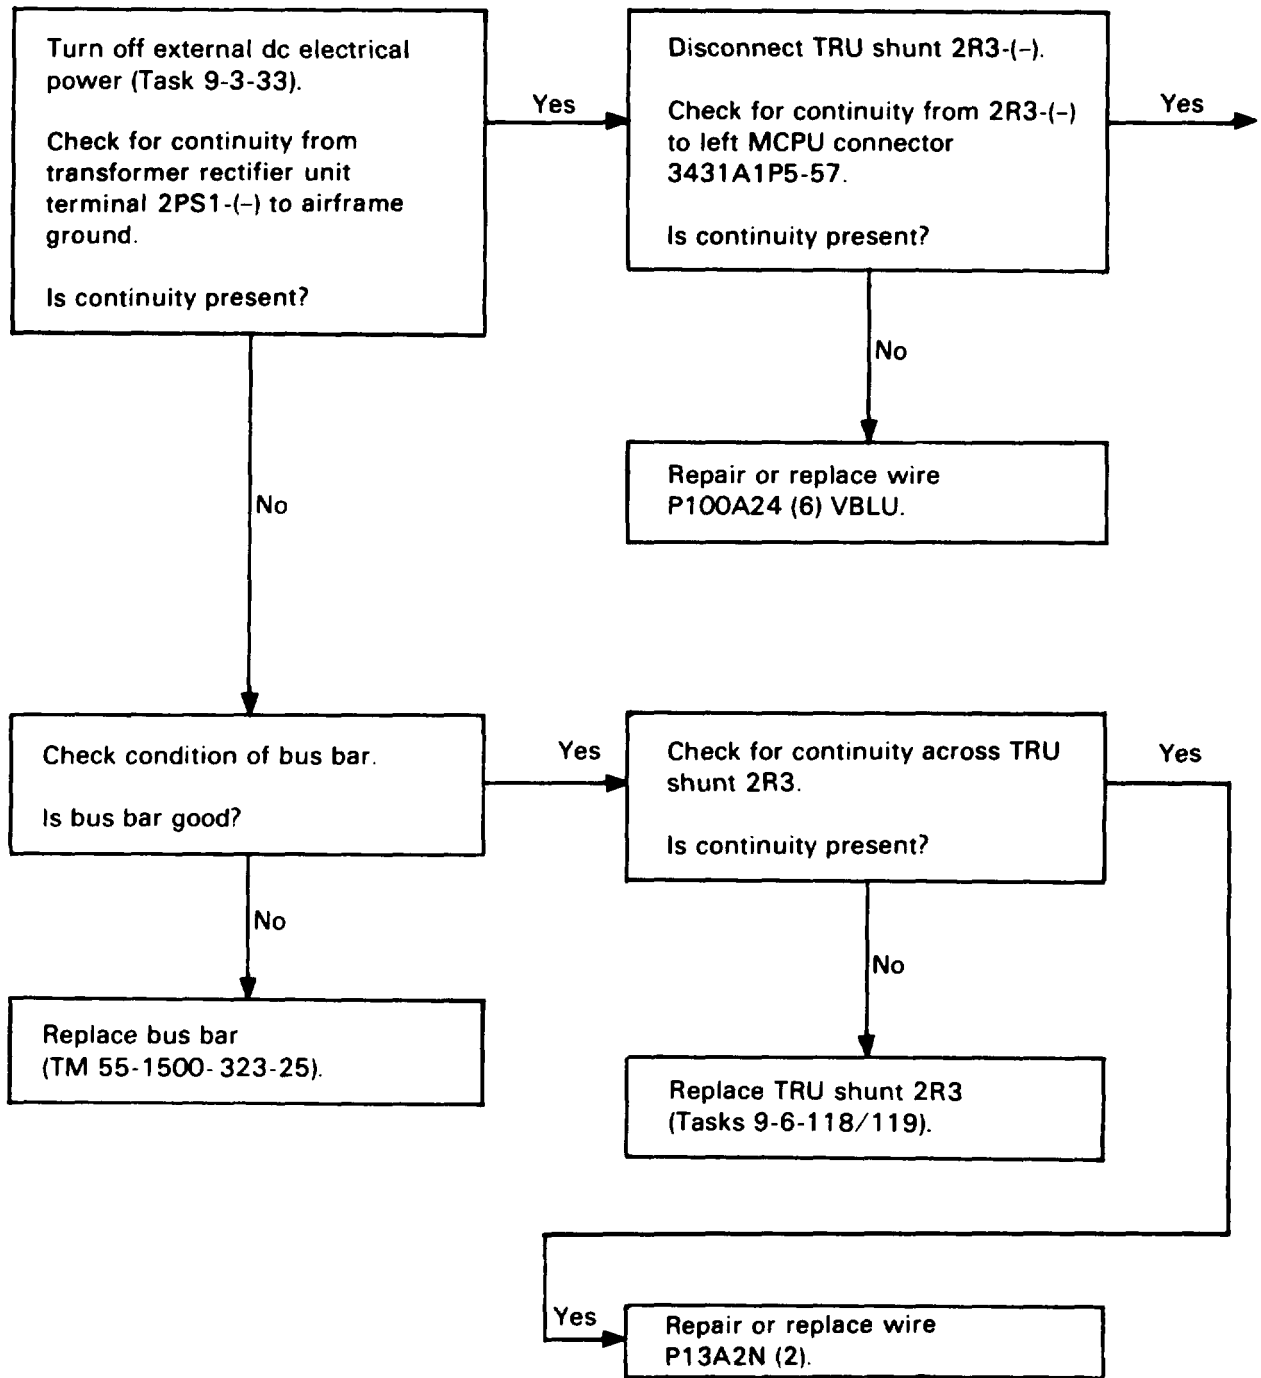 Turn off external dc electrical
power (Task 9-3-33).
Check for continuity from
transformer rectifier unit
terminal 2PS1-(–) to airframe
ground.
Is continuity present?
Yes
Disconnect TRU shunt 2R3-(–).
Check for continuity from 2R3-(–)
to left MCPU connector
3431A1P5-57.
Is continuity present?
Yes
No
Repair or replace wire
P100A24 (6) VBLU.
No
Check condition of bus bar.
Is bus bar good?
Yes
Check for continuity across TRU
shunt 2R3.
Is continuity present?
Yes
No
Replace bus bar
(TM 55-1500-323-25).
No
Replace TRU shunt 2R3
(Tasks 9-6-118/119).
Yes
Repair or replace wire
P13A2N (2).